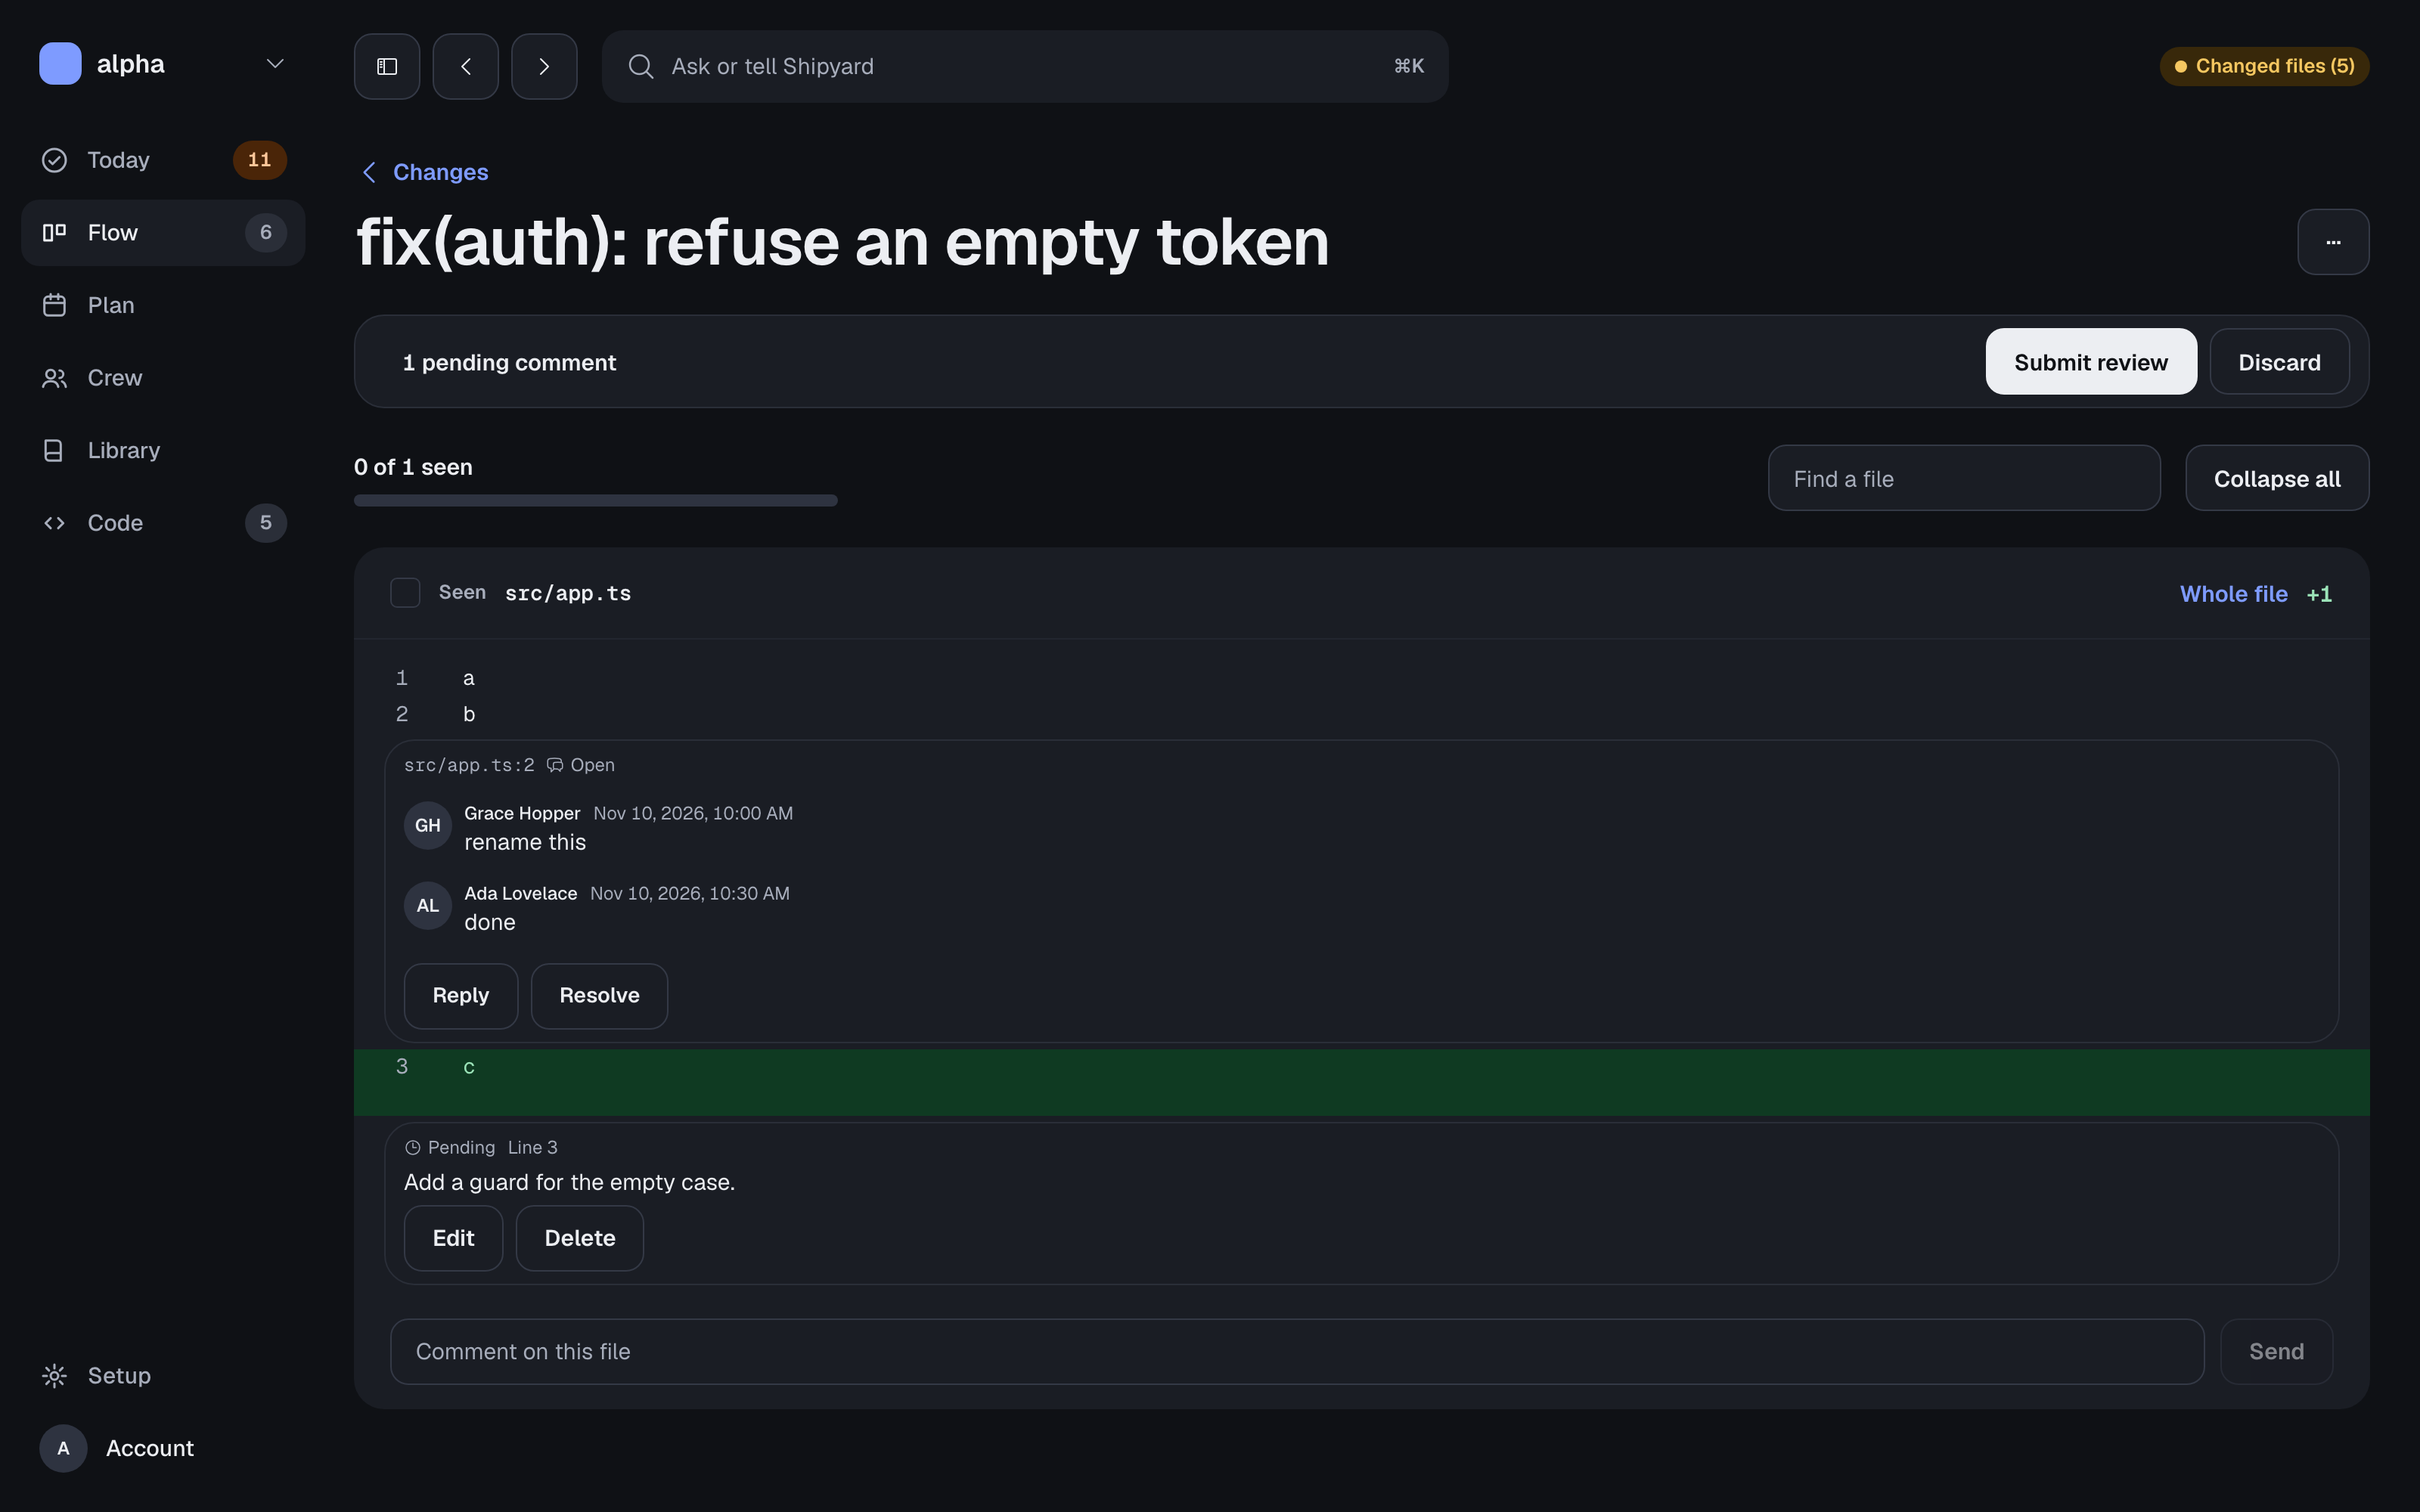 alpha
Ask or tell Shipyard
⌘K
Changed files (5)
Today
11
Flow
6
Plan
Crew
Library
Code
5
Setup
A
Account
Changes
fix(auth): refuse an empty token
1 pending comment
Submit review
Discard
0 of 1 seen
Find a file
Collapse all
Seen src/app.ts
Whole file +1
1 a
2 b
src/app.ts:2 Open
GH
Grace Hopper Nov 10, 2026, 10:00 AM
rename this
AL
Ada Lovelace Nov 10, 2026, 10:30 AM
done
Reply
Resolve
3 c
Pending Line 3
Add a guard for the empty case.
Edit
Delete
Comment on this file
Send